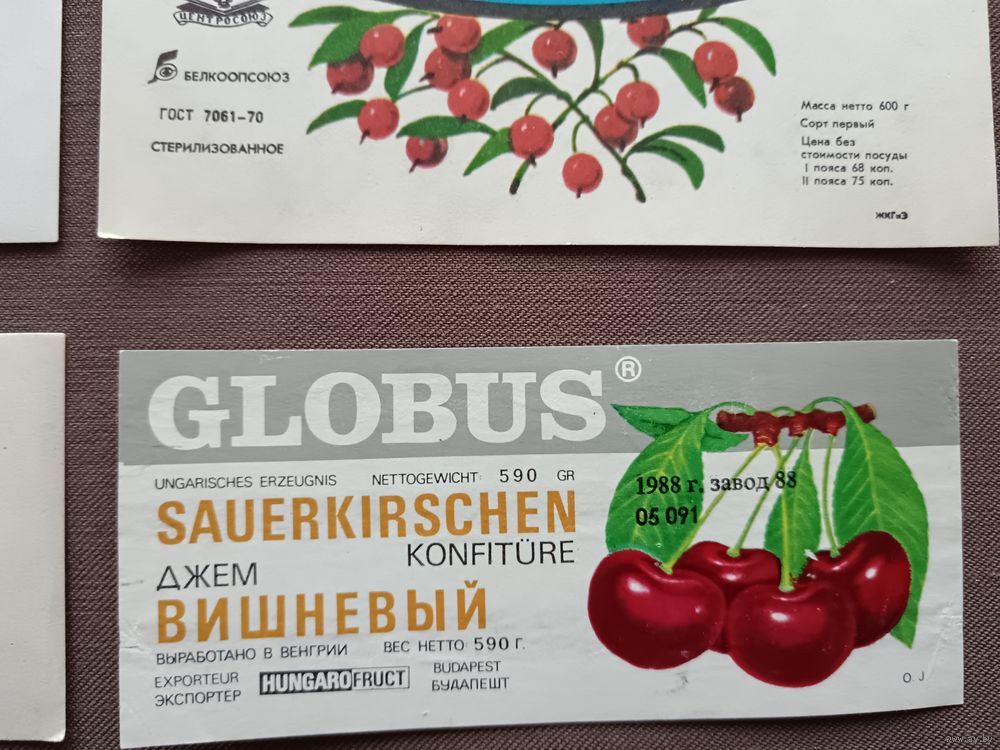 ЦЕНТРОСОЮЗ
БЕЛКООПСОЮЗ
ГОСТ 7061-70
СТЕРИЛИЗОВАННОЕ
Масса нетто 600 г
Сорт первый
Цена без
стоимости посуды
I пояса 68 коп.
II пояса 75 коп.
GLOBUS®
UNGARISCHES ERZEUGNIS NETTOGEWICHT: 590 GR
SAUERKIRSCHEN
KONFITÜRE
ДЖЕМ
ВИШНЕВЫЙ
ВЫРАБОТАНО В ВЕНГРИИ ВЕС НЕТТО: 590 Г.
EXPORTEUR
ЭКСПОРТЕР
HUNGAROFRUCT
BUDAPEST
БУДАПЕШТ
1988 г. завод 88
05 091
O. J